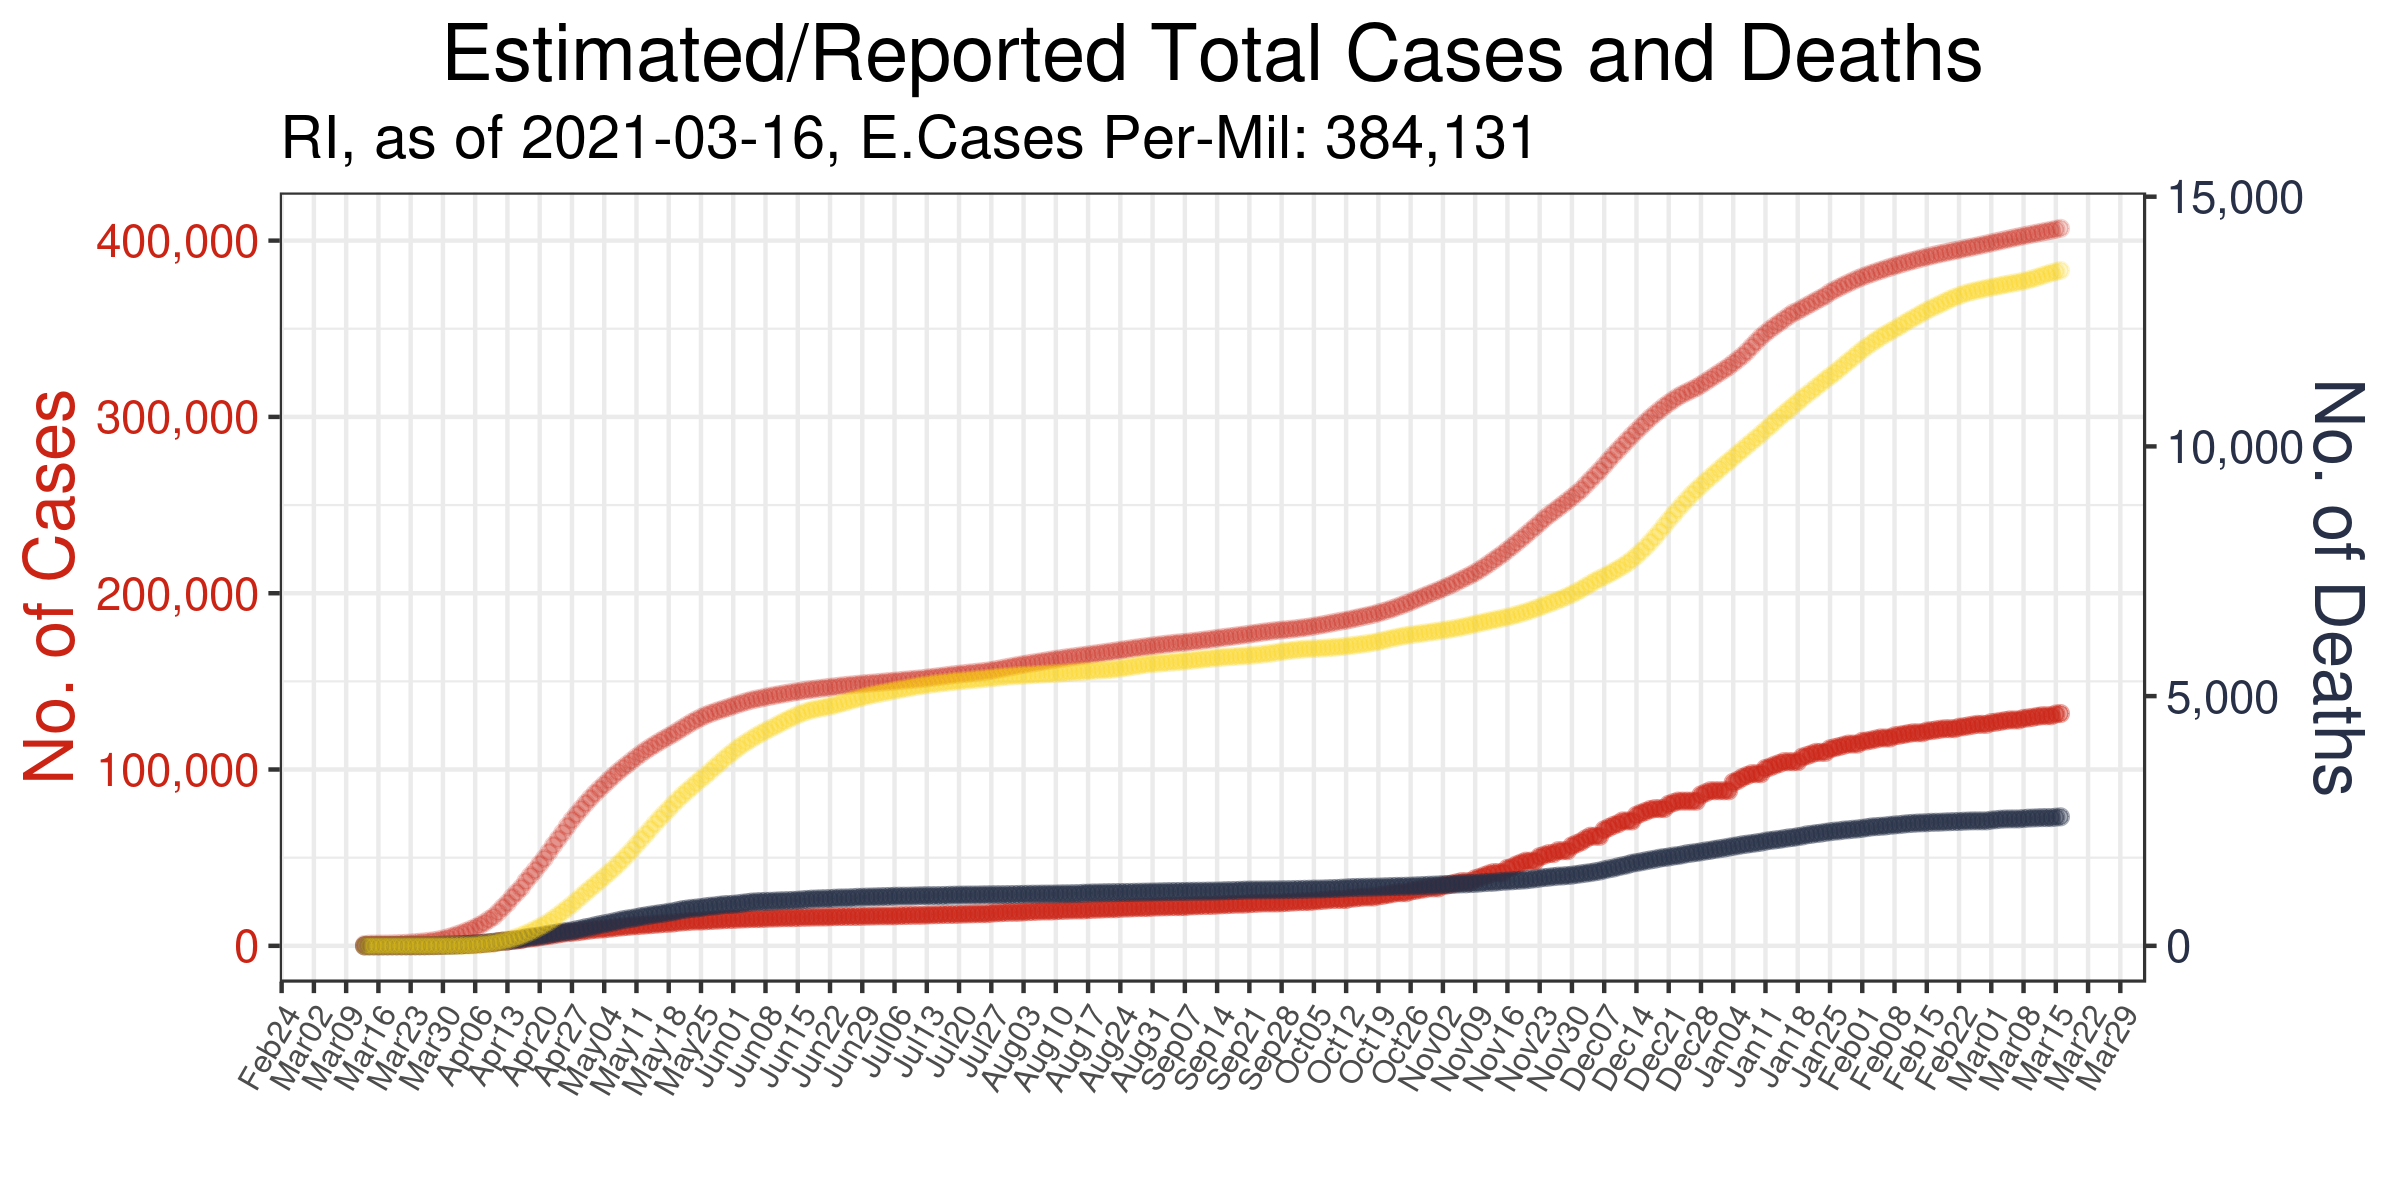 Estimated/Reported Total Cases and Deaths
RI, as of 2021-03-16, E.Cases Per-Mil: 384,131
No. of Cases
400,000
300,000
200,000
100,000
0
15,000
10,000
5,000
0
No. of Deaths
Feb24
Mar02
Mar09
Mar16
Mar23
Mar30
Apr06
Apr13
Apr20
Apr27
May04
May11
May18
May25
Jun01
Jun08
Jun15
Jun22
Jun29
Jul06
Jul13
Jul20
Jul27
Aug03
Aug10
Aug17
Aug24
Aug31
Sep07
Sep14
Sep21
Sep28
Oct05
Oct12
Oct19
Oct26
Nov02
Nov09
Nov16
Nov23
Nov30
Dec07
Dec14
Dec21
Dec28
Jan04
Jan11
Jan18
Jan25
Feb01
Feb08
Feb15
Feb22
Mar01
Mar08
Mar15
Mar22
Mar29